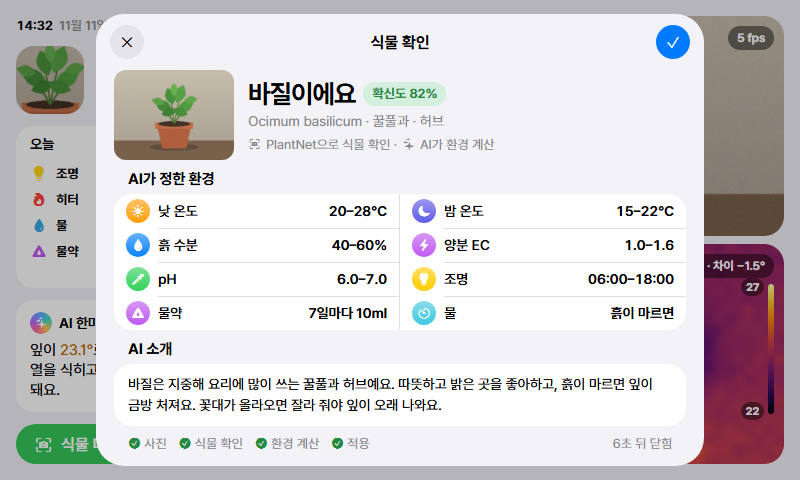 14:32 11월 11일
5 fps
오늘
조명
히터
물
물약
AI 한마
잎이 23.1°
열을 식히고
돼요.
식물
· 차이 −1.5°
27
22
식물 확인
바질이에요 확신도 82%
Ocimum basilicum · 꿀풀과 · 허브
PlantNet으로 식물 확인 · AI가 환경 계산
AI가 정한 환경
낮 온도 20–28°C
밤 온도 15–22°C
흙 수분 40–60%
양분 EC 1.0–1.6
pH 6.0–7.0
조명 06:00–18:00
물약 7일마다 10ml
물 흙이 마르면
AI 소개
바질은 지중해 요리에 많이 쓰는 꿀풀과 허브예요. 따뜻하고 밝은 곳을 좋아하고, 흙이 마르면 잎이
금방 처져요. 꽃대가 올라오면 잘라 줘야 잎이 오래 나와요.
사진 식물 확인 환경 계산 적용
6초 뒤 닫힘